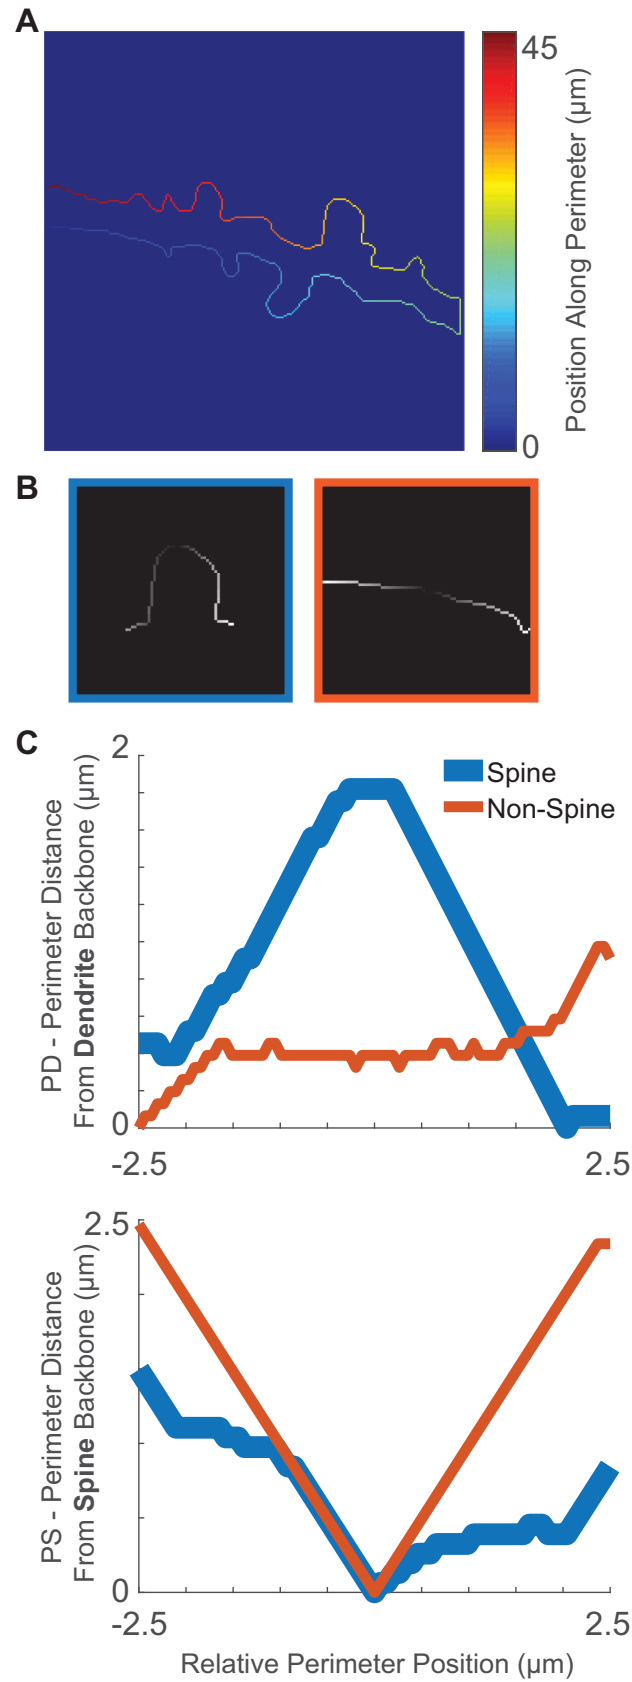 A
45
Position Along Perimeter (µm)
0
B
C
2
Spine
Non-Spine
PD - Perimeter Distance
From Dendrite Backbone (µm)
0
-2.5
2.5
2.5
PS - Perimeter Distance
From Spine Backbone (µm)
0
-2.5
2.5
Relative Perimeter Position (µm)